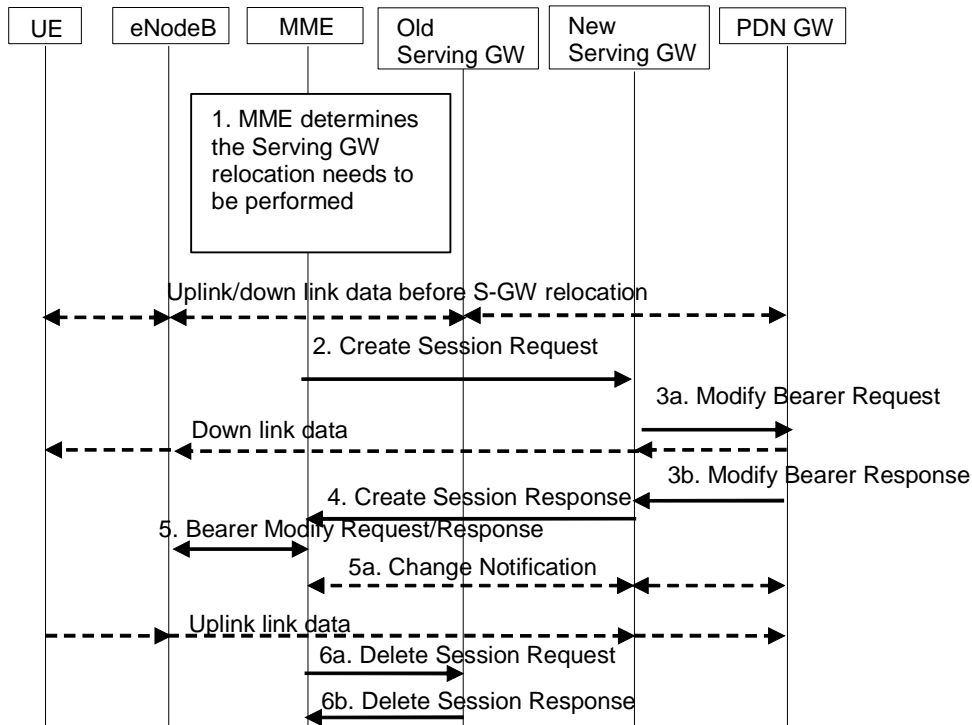 UE
eNodeB
MME
Old
Serving GW
New
Serving GW
PDN GW
1. MME determines
the Serving GW
relocation needs to
be performed
Uplink/down link data before S-GW relocation
2. Create Session Request
3a. Modify Bearer Request
Down link data
3b. Modify Bearer Response
4. Create Session Response
5. Bearer Modify Request/Response
5a. Change Notification
Uplink link data
6a. Delete Session Request
6b. Delete Session Response